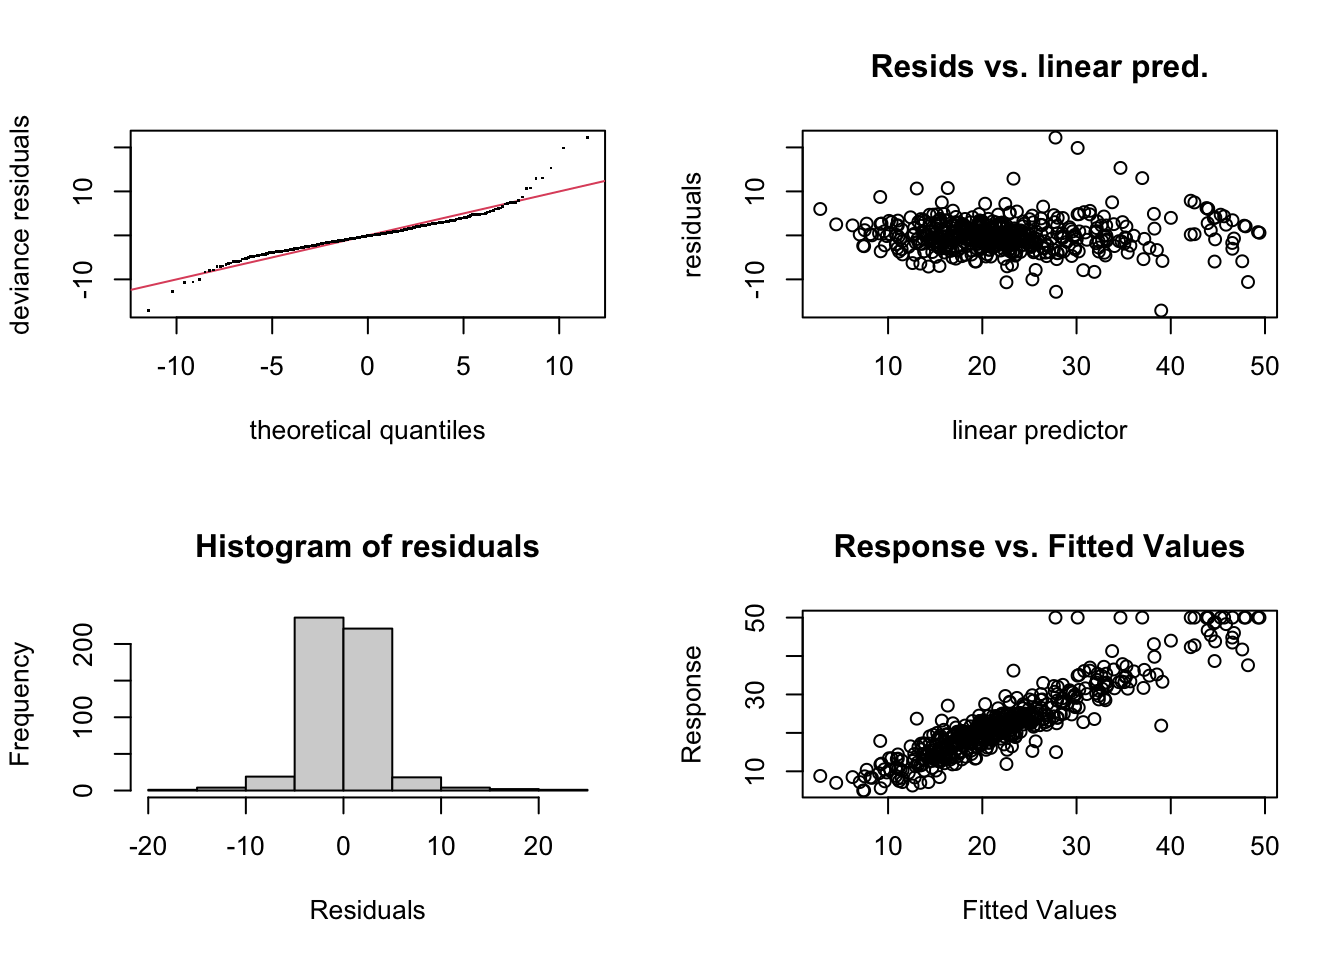 deviance residuals
10
-10
-10 -5 0 5 10
theoretical quantiles
Resids vs. linear pred.
residuals
10
-10
10 20 30 40 50
linear predictor
Histogram of residuals
Frequency
200
100
0
-20 -10 0 10 20
Residuals
Response vs. Fitted Values
Response
50
30
10
10 20 30 40 50
Fitted Values